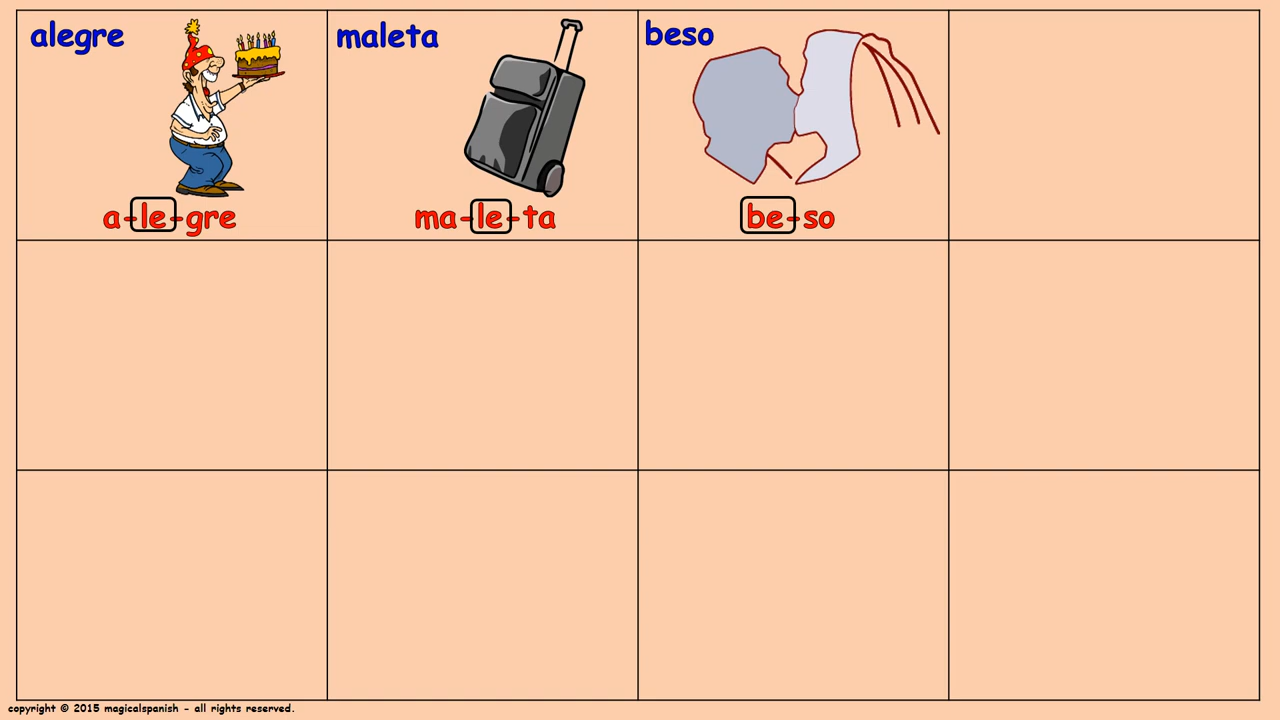 alegre
a-le-gre
maleta
ma-le-ta
beso
be-so
copyright © 2015 magicalspanish - all rights reserved.